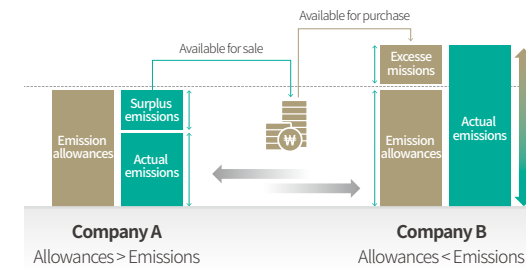 Available for purchase
Available for sale
Excesse
missions
Surplus
emissions
Emission
allowances
Actual
emissions
₩
Emission
allowances
Actual
emissions
Company A
Allowances > Emissions
Company B
Allowances < Emissions